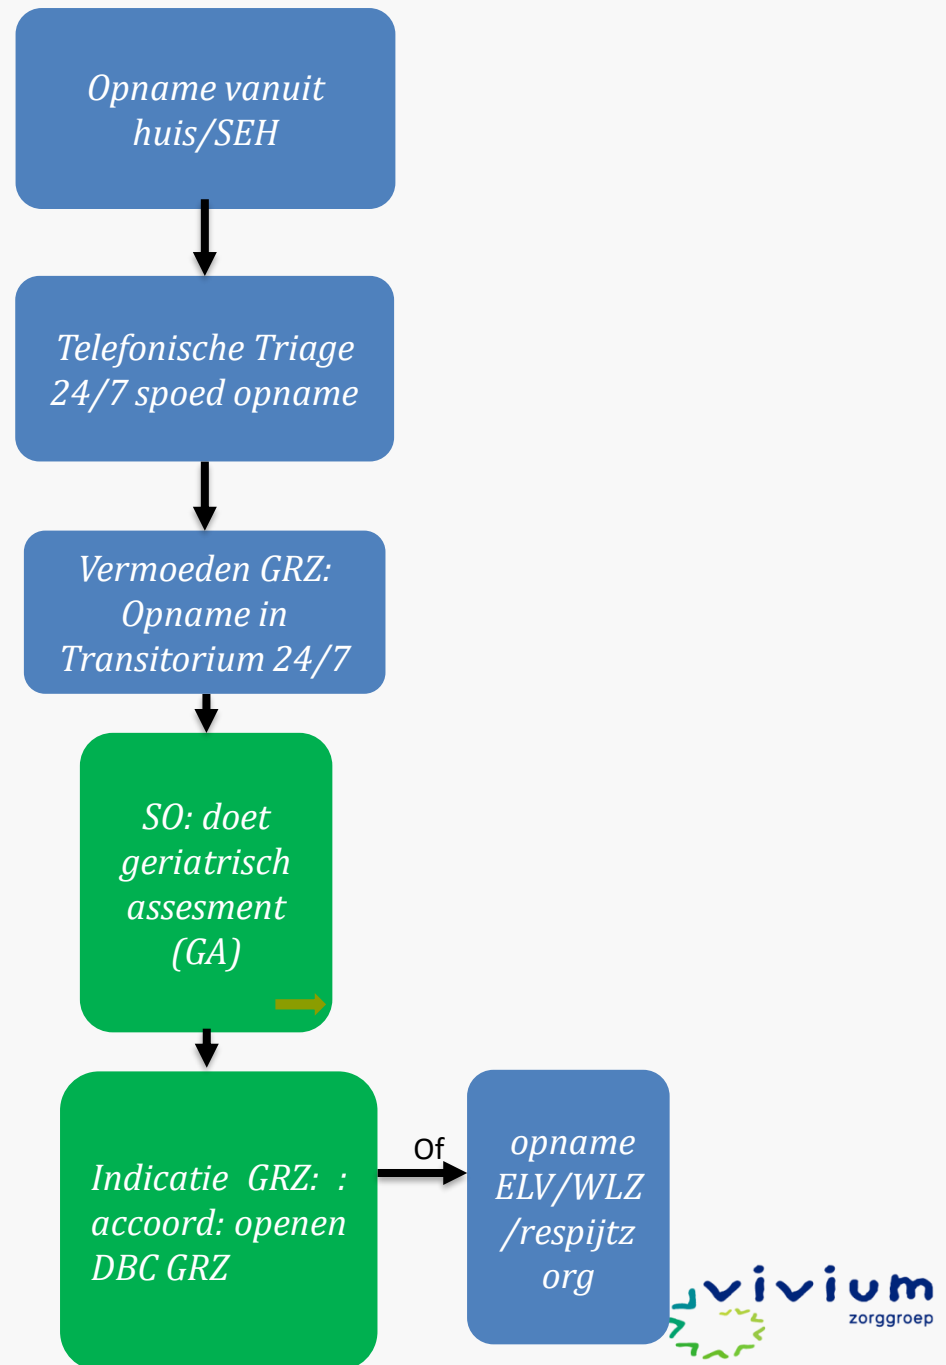 Opname vanuit
huis/SEH
Telefonische Triage
24/7 spoed opname
Vermoeden GRZ:
Opname in
Transitorium 24/7
SO: doet
geriatrisch
assesment
(GA)
Indicatie GRZ: :
accoord: openen
DBC GRZ
Of
opname
ELV/WLZ
/respijtz
org
vivium
zorggroep